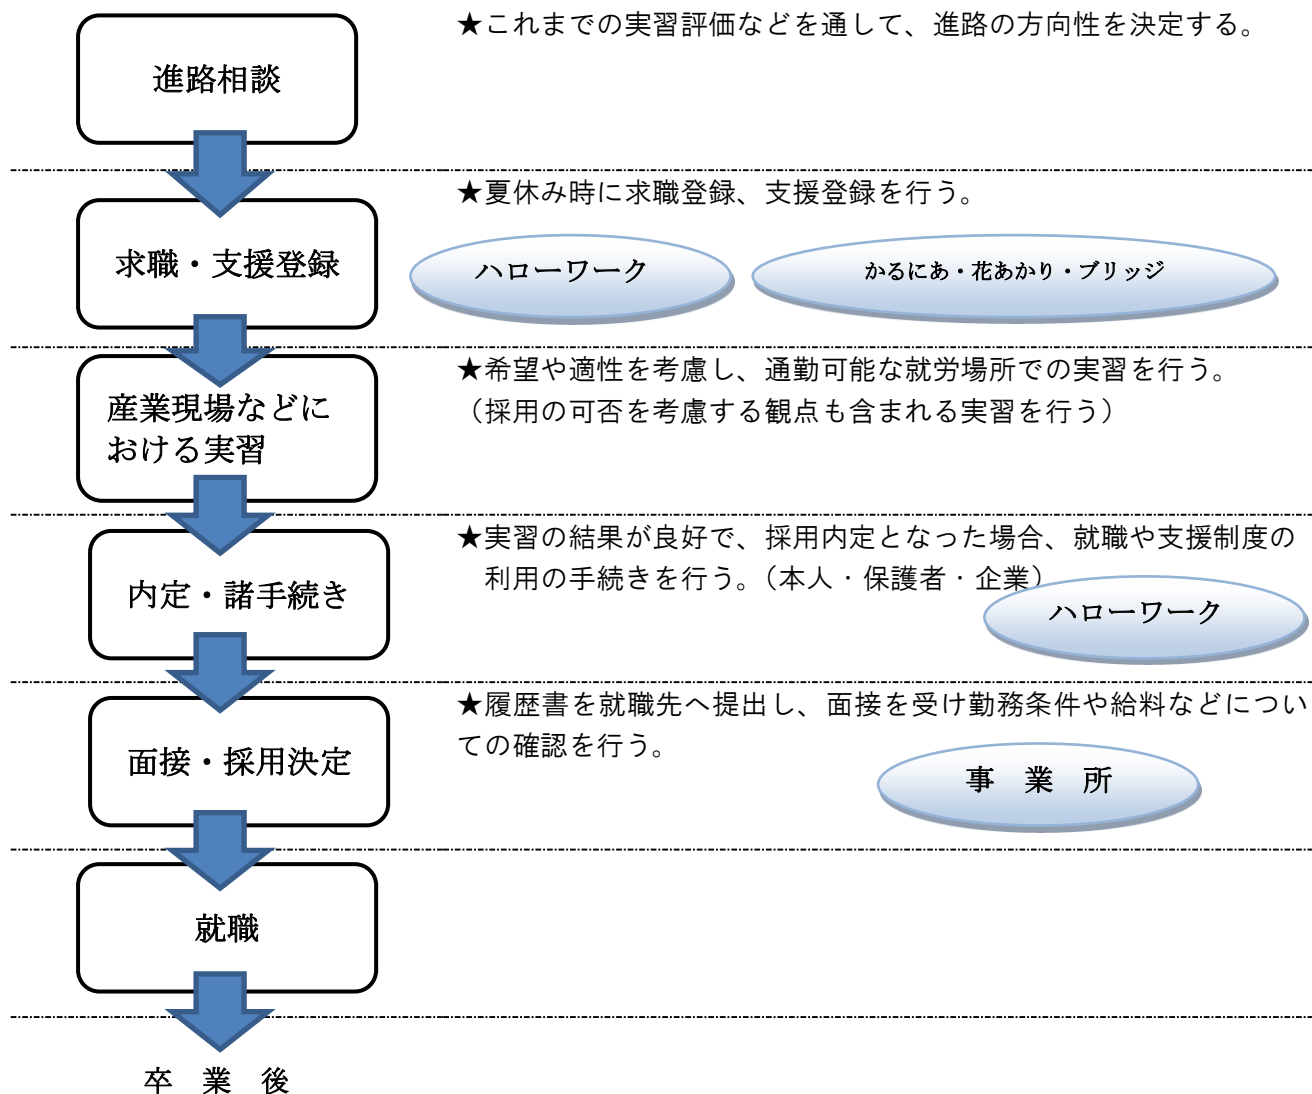 進路相談
★これまでの実習評価などを通して、進路の方向性を決定する。
求職・支援登録
★夏休み時に求職登録、支援登録を行う。
ハローワーク
かるにあ・花あかり・ブリッジ
産業現場などに
おける実習
★希望や適性を考慮し、通勤可能な就労場所での実習を行う。
（採用の可否を考慮する観点も含まれる実習を行う）
内定・諸手続き
★実習の結果が良好で、採用内定となった場合、就職や支援制度の
利用の手続きを行う。（本人・保護者・企業）
ハローワーク
面接・採用決定
★履歴書を就職先へ提出し、面接を受け勤務条件や給料などについ
ての確認を行う。
事　業　所
就職
卒　業　後